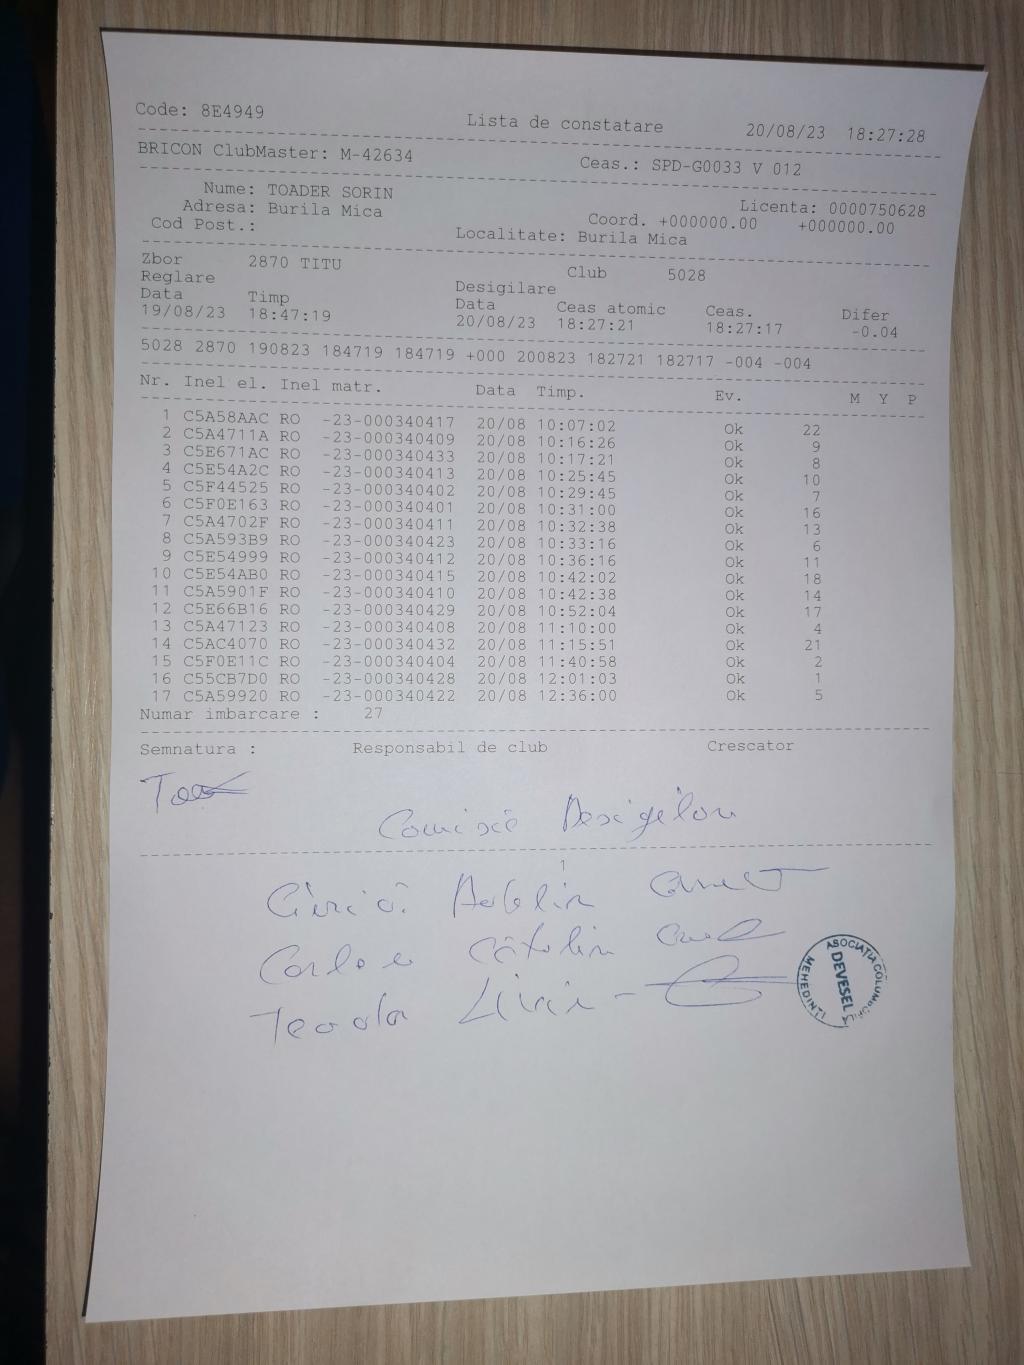 Code: 8E4949 Lista de constatare 20/08/23 18:27:28
BRICON ClubMaster: M-42634 Ceas.: SPD-G0033 V 012
Nume: TOADER SORIN Licenta: 0000750628
Adresa: Burila Mica Coord. +000000.00 +000000.00
Cod Post.: Localitate: Burila Mica
Zbor 2870 TITU Club 5028
Reglare Desigilare
Data Timp Data Ceas atomic Ceas. Difer
19/08/23 18:47:19 20/08/23 18:27:21 18:27:17 -0.04
5028 2870 190823 184719 184719 +000 200823 182721 182717 -004 -004
Nr. Inel el. Inel matr. Data Timp. Ev. M Y P
1 C5A58AAC RO -23-000340417 20/08 10:07:02 Ok 22
2 C5A4711A RO -23-000340409 20/08 10:16:26 Ok 9
3 C5E671AC RO -23-000340433 20/08 10:17:21 Ok 8
4 C5E54A2C RO -23-000340413 20/08 10:25:45 Ok 10
5 C5F44525 RO -23-000340402 20/08 10:29:45 Ok 7
6 C5F0E163 RO -23-000340401 20/08 10:31:00 Ok 16
7 C5A4702F RO -23-000340411 20/08 10:32:38 Ok 13
8 C5A593B9 RO -23-000340423 20/08 10:33:16 Ok 6
9 C5E54999 RO -23-000340412 20/08 10:36:16 Ok 11
10 C5E54AB0 RO -23-000340415 20/08 10:42:02 Ok 18
11 C5A5901F RO -23-000340410 20/08 10:42:38 Ok 14
12 C5E66B16 RO -23-000340429 20/08 10:52:04 Ok 17
13 C5A47123 RO -23-000340408 20/08 11:10:00 Ok 4
14 C5AC4070 RO -23-000340432 20/08 11:15:51 Ok 21
15 C5F0E11C RO -23-000340404 20/08 11:40:58 Ok 2
16 C55CB7D0 RO -23-000340428 20/08 12:01:03 Ok 1
17 C5A59920 RO -23-000340422 20/08 12:36:00 Ok 5
Numar imbarcare : 27
Semnatura : Responsabil de club Crescator
Comisie
1
Cătălin
ASOCIATIA COLUMBOFILA
DEVESEL
MEHEDINTI